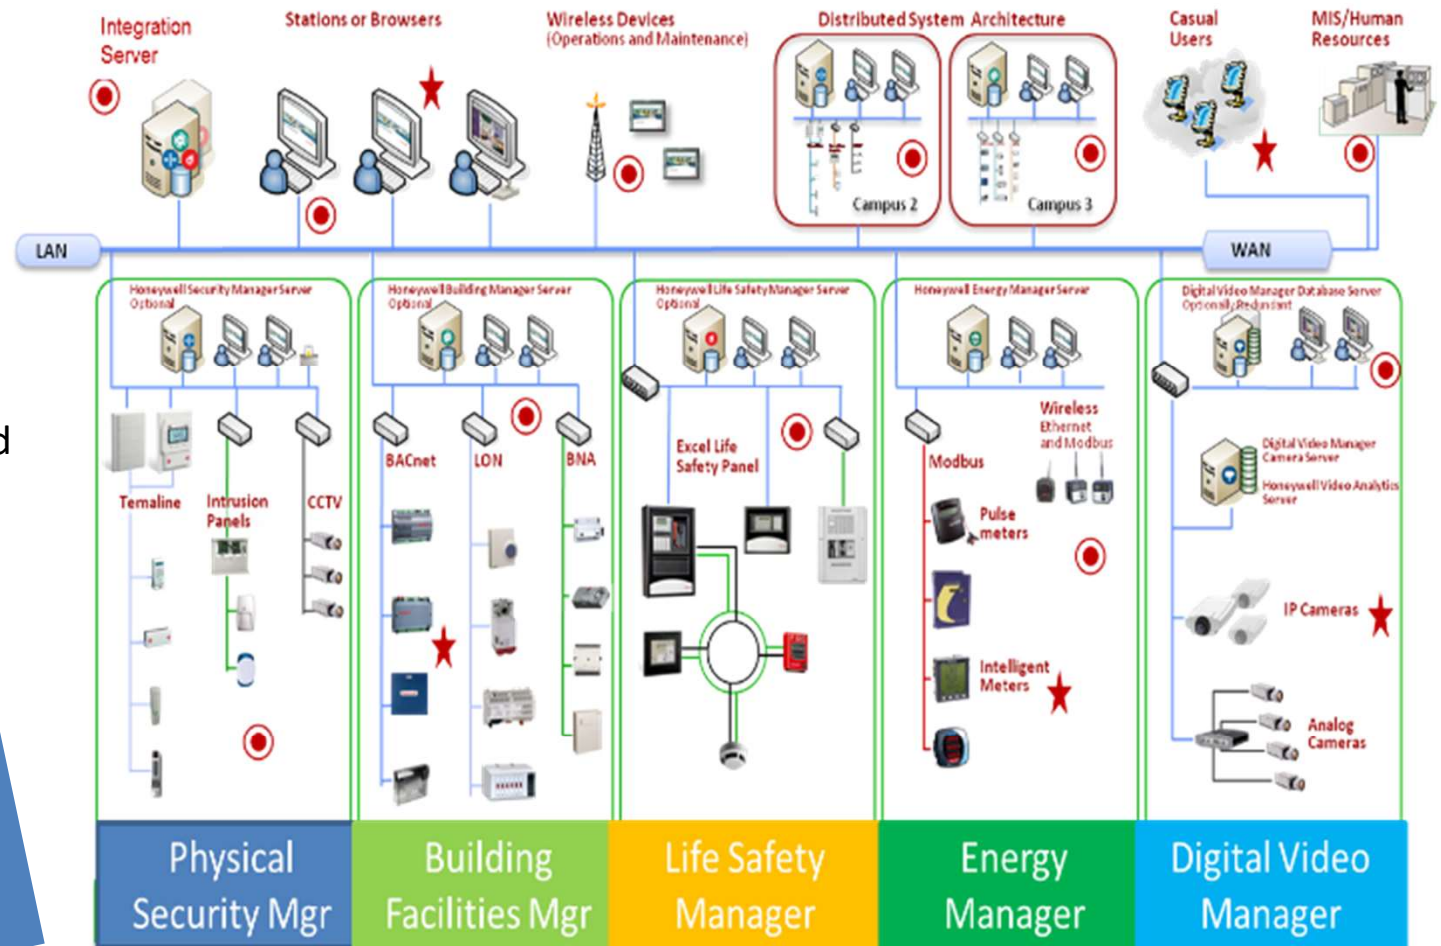 Integration
Server
Stations or Browsers
Wireless Devices
(Operations and Maintenance)
Distributed System Architecture
Casual
Users
MIS/Human
Resources
Campus 2
Campus 3
LAN
WAN
Honeywell Security Manager Server
Optional
Honeywell Building Manager Server
Optional
Honeywell Life Safety Manager Server
Optional
Honeywell Energy Manager Server
Digital Video Manager Database Server
Optionally Redundant
d
Temaline
Intrusion
Panels
CCTV
BACnet
LON
BNA
Excel Life
Safety Panel
Modbus
Wireless
Ethernet
and Modbus
Pulse
meters
Intelligent
Meters
Digital Video Manager
Camera Server
Honeywell Video Analytics
Server
IP Cameras
Analog
Cameras
Physical
Security Mgr
Building
Facilities Mgr
Life Safety
Manager
Energy
Manager
Digital Video
Manager